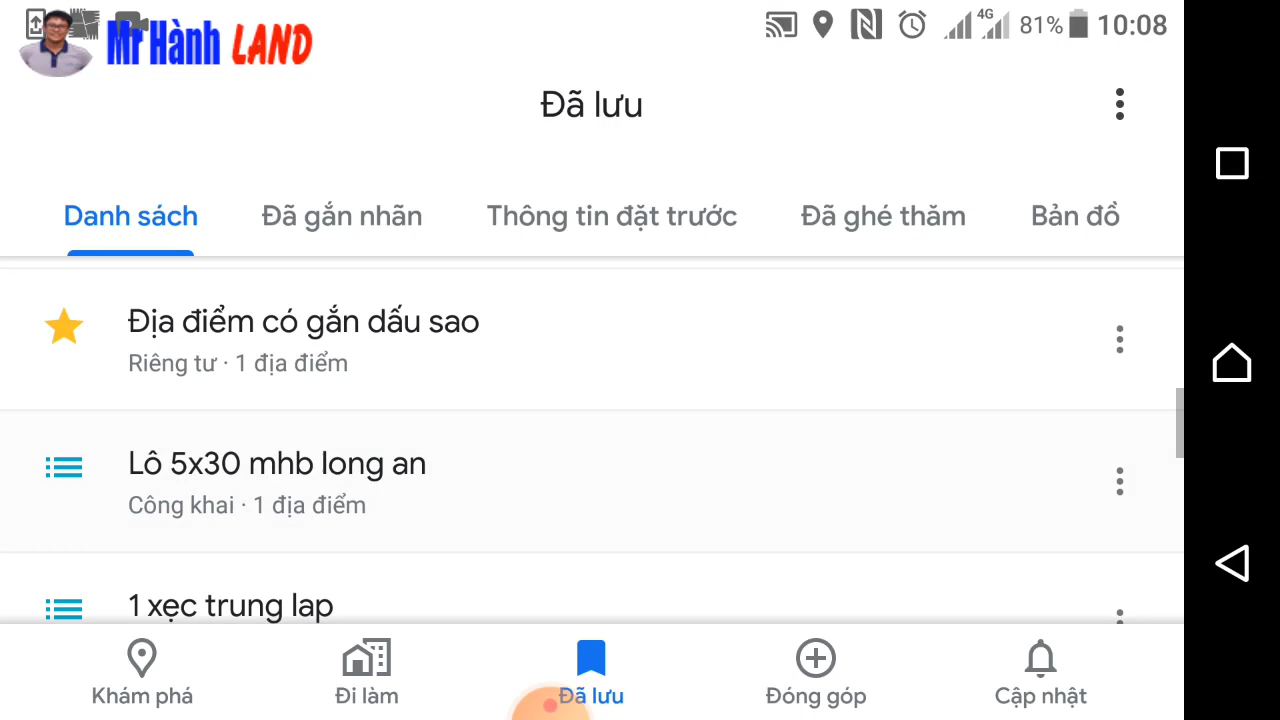 Mr Hành LAND
4G 81% 10:08
Đã lưu
Danh sách Đã gắn nhãn Thông tin đặt trước Đã ghé thăm Bản đồ
Địa điểm có gắn dấu sao
Riêng tư · 1 địa điểm
Lô 5x30 mhb long an
Công khai · 1 địa điểm
1 xẹc trung lap
Khám phá Đi làm Đã lưu Đóng góp Cập nhật